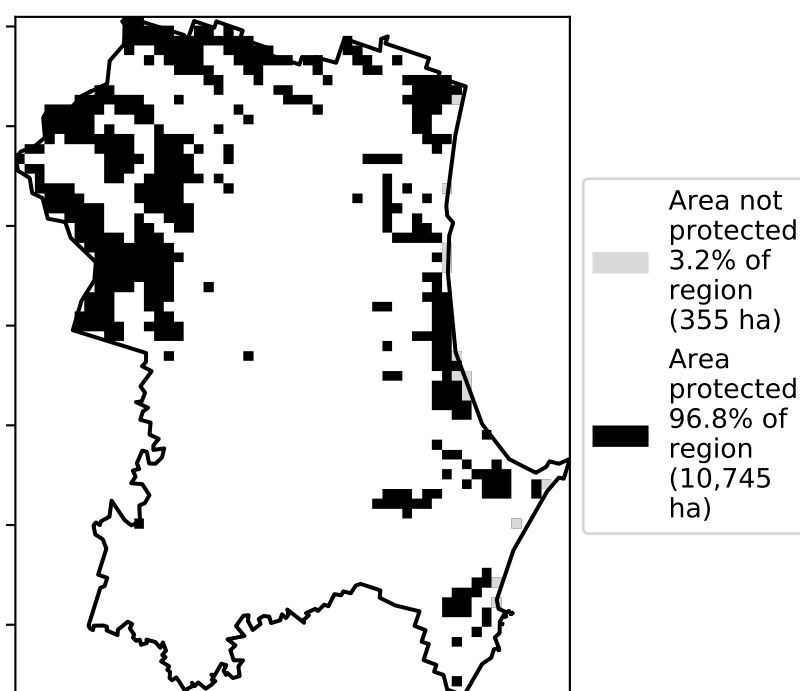 Area not
protected
3.2% of
region
(355 ha)
Area
protected
96.8% of
region
(10,745
ha)